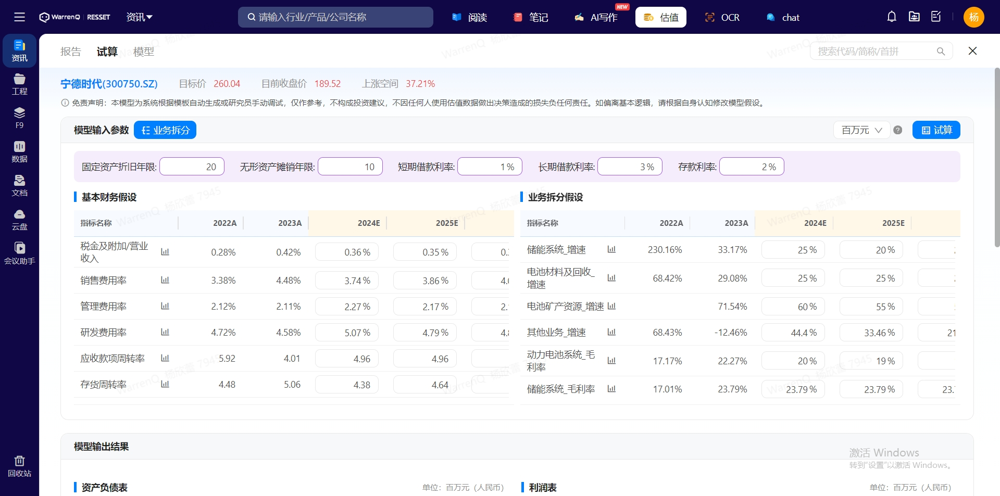 WarrenQ | RESSET 资讯 请输入行业/产品/公司名称 阅读 笔记 AI写作 NEW 估值 OCR chat 杨
资讯
工程
F9
数据
文档
云盘
会议助手
回收站
报告 试算 模型 搜索代码/简称/首拼
宁德时代(300750.SZ) 目标价 260.04 目前收盘价 189.52 上涨空间 37.21%
免责声明：本模型为系统根据模板自动生成或研究员手动调试，仅作参考，不构成投资建议，不因任何人使用估值数据做出决策造成的损失负任何责任。如偏离基本逻辑，请根据自身认知修改模型假设。
模型输入参数 业务拆分 百万元 ? 试算
固定资产折旧年限: 20 无形资产摊销年限: 10 短期借款利率: 1% 长期借款利率: 3% 存款利率: 2%
基本财务假设
指标名称 2022A 2023A 2024E 2025E
税金及附加/营业
收入 0.28% 0.42% 0.36% 0.35% 0.
销售费用率 3.38% 4.48% 3.74% 3.86% 4.
管理费用率 2.12% 2.11% 2.27% 2.17% 2.
研发费用率 4.72% 4.58% 5.07% 4.79% 4.
应收款项周转率 5.92 4.01 4.96 4.96
存货周转率 4.48 5.06 4.38 4.64
业务拆分假设
指标名称 2022A 2023A 2024E 2025E
储能系统_增速 230.16% 33.17% 25% 20%
电池材料及回收_
增速 68.42% 29.08% 25% 25%
电池矿产资源_增速 71.54% 60% 55%
其他业务_增速 68.43% -12.46% 44.4% 33.46% 21
动力电池系统_毛
利率 17.17% 22.27% 20% 19%
储能系统_毛利率 17.01% 23.79% 23.79% 23.79% 23.
模型输出结果
资产负债表 单位：百万元（人民币）
利润表 单位：百万元（人民币）
激活 Windows
转到"设置"以激活 Windows。
WarrenQ 杨欣蕾 7945